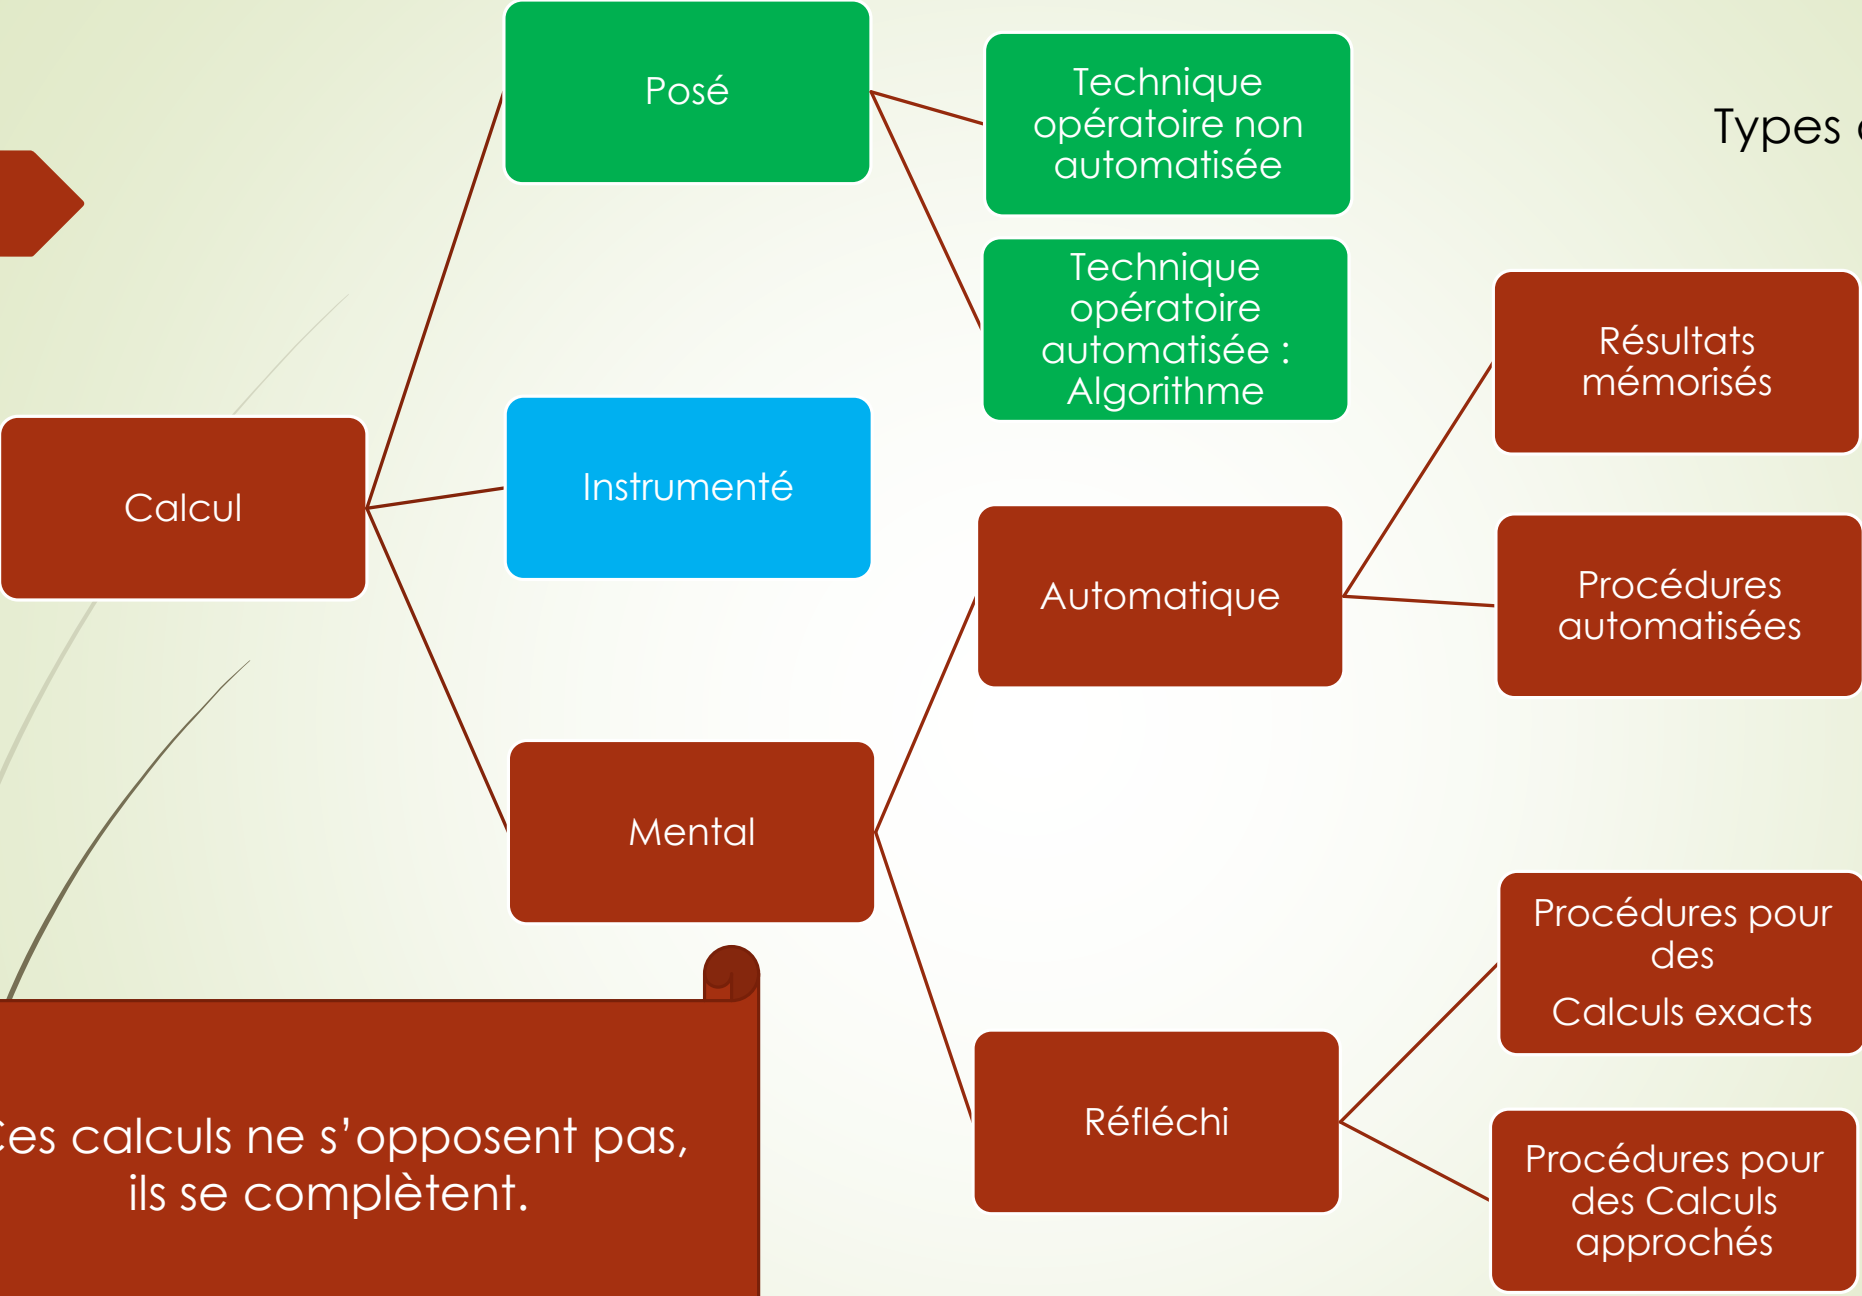 Posé
Technique
opératoire non
automatisée
Types
Technique
opératoire
automatisée :
Algorithme
Résultats
mémorisés
Calcul
Instrumenté
Automatique
Procédures
automatisées
Mental
Procédures pour
des
Calculs exacts
Réfléchi
Ces calculs ne s’opposent pas,
ils se complètent.
Procédures pour
des Calculs
approchés